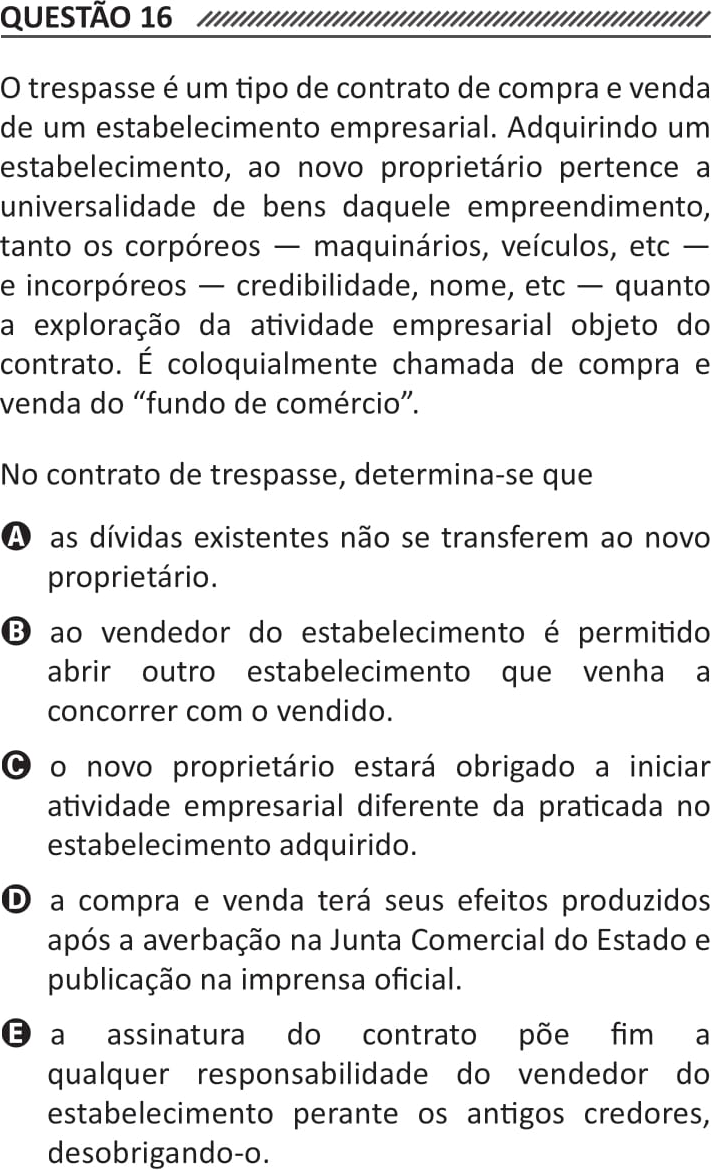 QUESTÃO 16
O trespasse é um tipo de contrato de compra e venda
de um estabelecimento empresarial. Adquirindo um
estabelecimento, ao novo proprietário pertence a
universalidade de bens daquele empreendimento,
tanto os corpóreos — maquinários, veículos, etc —
e incorpóreos — credibilidade, nome, etc — quanto
a exploração da atividade empresarial objeto do
contrato. É coloquialmente chamada de compra e
venda do “fundo de comércio”.
No contrato de trespasse, determina-se que
A as dívidas existentes não se transferem ao novo
proprietário.
B ao vendedor do estabelecimento é permitido
abrir outro estabelecimento que venha a
concorrer com o vendido.
C o novo proprietário estará obrigado a iniciar
atividade empresarial diferente da praticada no
estabelecimento adquirido.
D a compra e venda terá seus efeitos produzidos
após a averbação na Junta Comercial do Estado e
publicação na imprensa oficial.
E a assinatura do contrato põe fim a
qualquer responsabilidade do vendedor do
estabelecimento perante os antigos credores,
desobrigando-o.